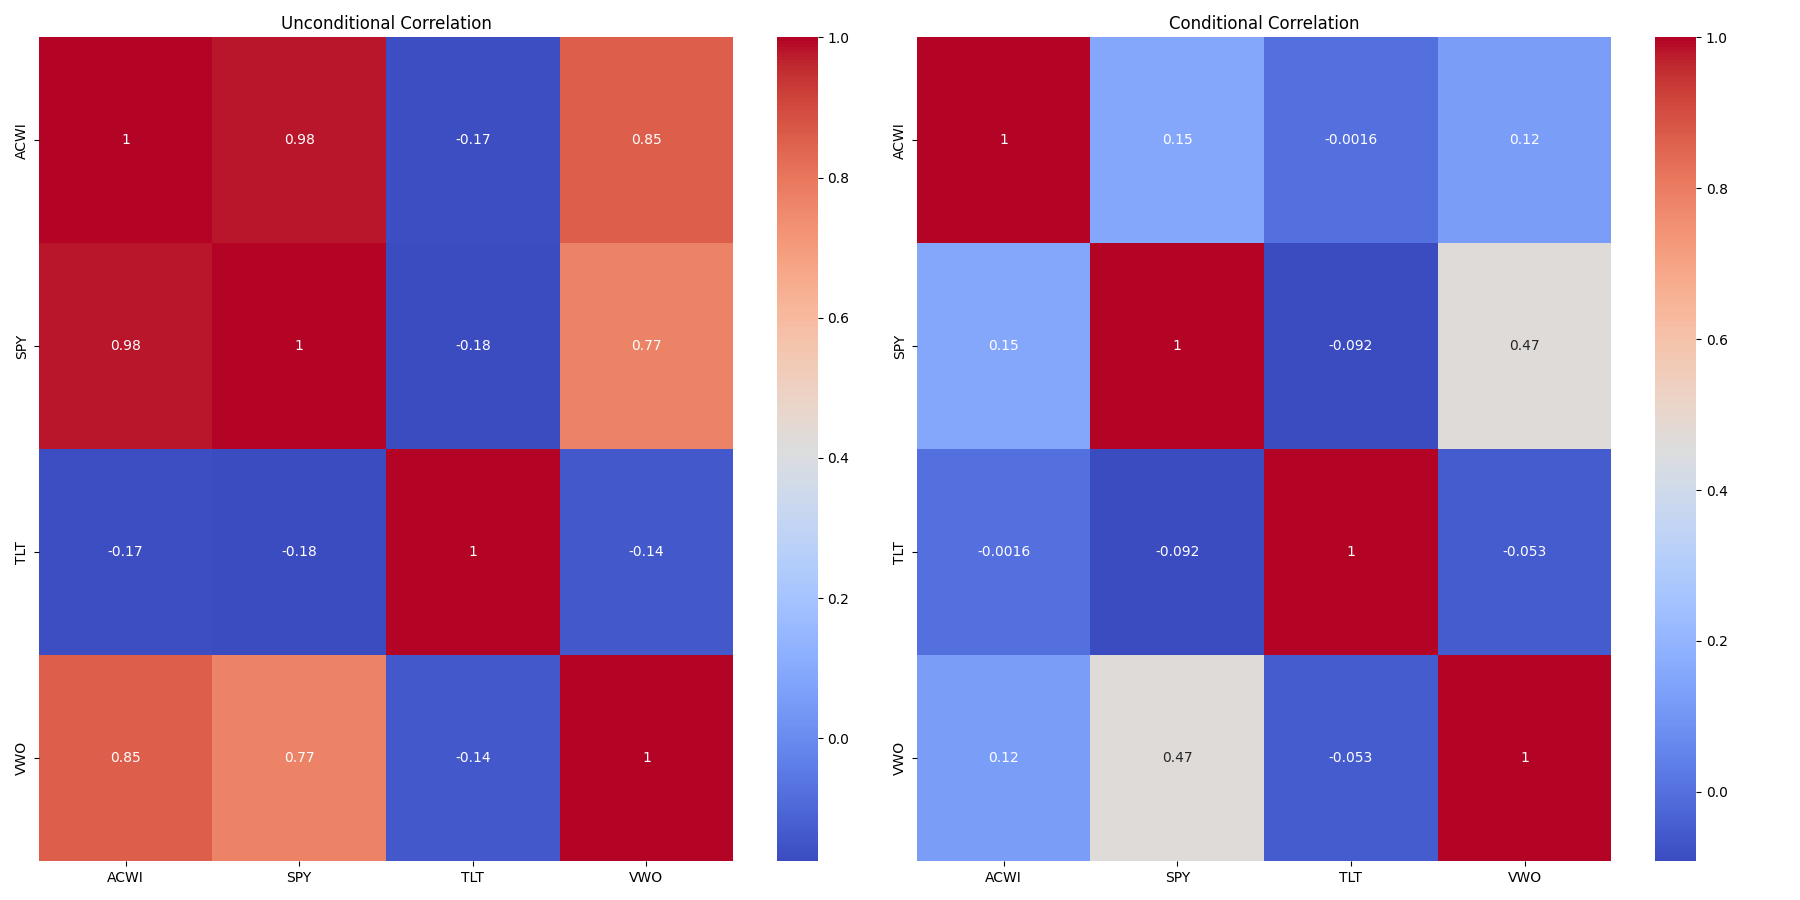 Unconditional Correlation
ACWI
1
0.98
-0.17
0.85
SPY
0.98
1
-0.18
0.77
TLT
-0.17
-0.18
1
-0.14
VWO
0.85
0.77
-0.14
1
ACWI
SPY
TLT
VWO
1.0
0.8
0.6
0.4
0.2
0.0
Conditional Correlation
ACWI
1
0.15
-0.0016
0.12
SPY
0.15
1
-0.092
0.47
TLT
-0.0016
-0.092
1
-0.053
VWO
0.12
0.47
-0.053
1
ACWI
SPY
TLT
VWO
1.0
0.8
0.6
0.4
0.2
0.0